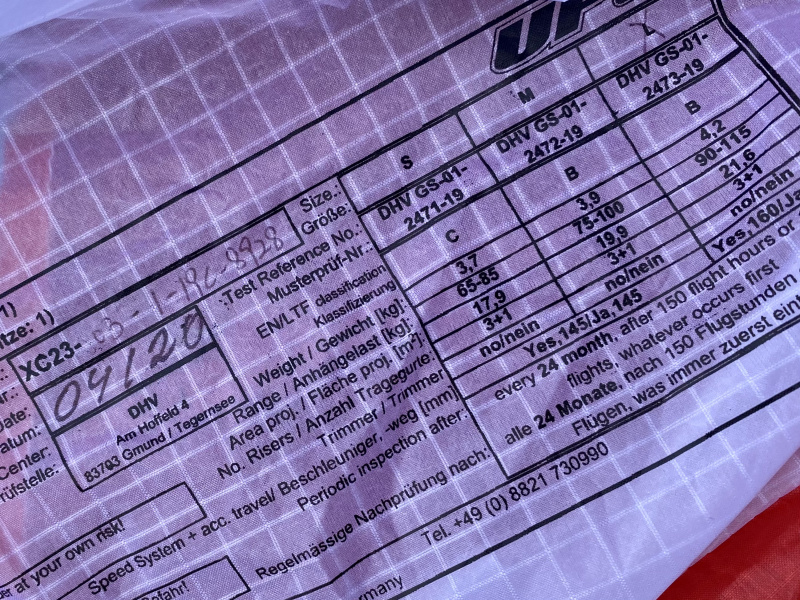 S M
Size.:
Größe:
DHV GS-01-
2471-19
DHV GS-01-
2472-19
DHV GS-01-
2473-19
Test Reference No.:
Musterprüf-Nr.:
EN/LTF classification
Klassifizierung
C B B
Weight / Gewicht [kg]:
3,7 3,9 4,2
Range / Anhängelast [kg]:
65-85 75-100 90-115
Area proj. / Fläche proj. [m²]:
17,9 19,9 21,6
No. Risers / Anzahl Tragegurte:
3+1 3+1 3+1
Trimmer / Trimmer
no/nein no/nein no/nein
Speed System + acc. travel/ Beschleuniger, weg [mm]
Yes,145/Ja,145 Yes,160/Ja
Periodic inspection after:
every 24 month, after 150 flight hours or
flights, whatever occurs first
Regelmässige Nachprüfung nach:
alle 24 Monate, nach 150 Flugstunden
Flügen, was immer zuerst
Tel. +49 (0) 8821 730990
1)
1)
XC23-
04/20
Date:
atum:
DHV
Am Hoffeld 4
83703 Gmund / Tegernsee
Center:
rüfstelle:
at your own risk!
Gefahr!